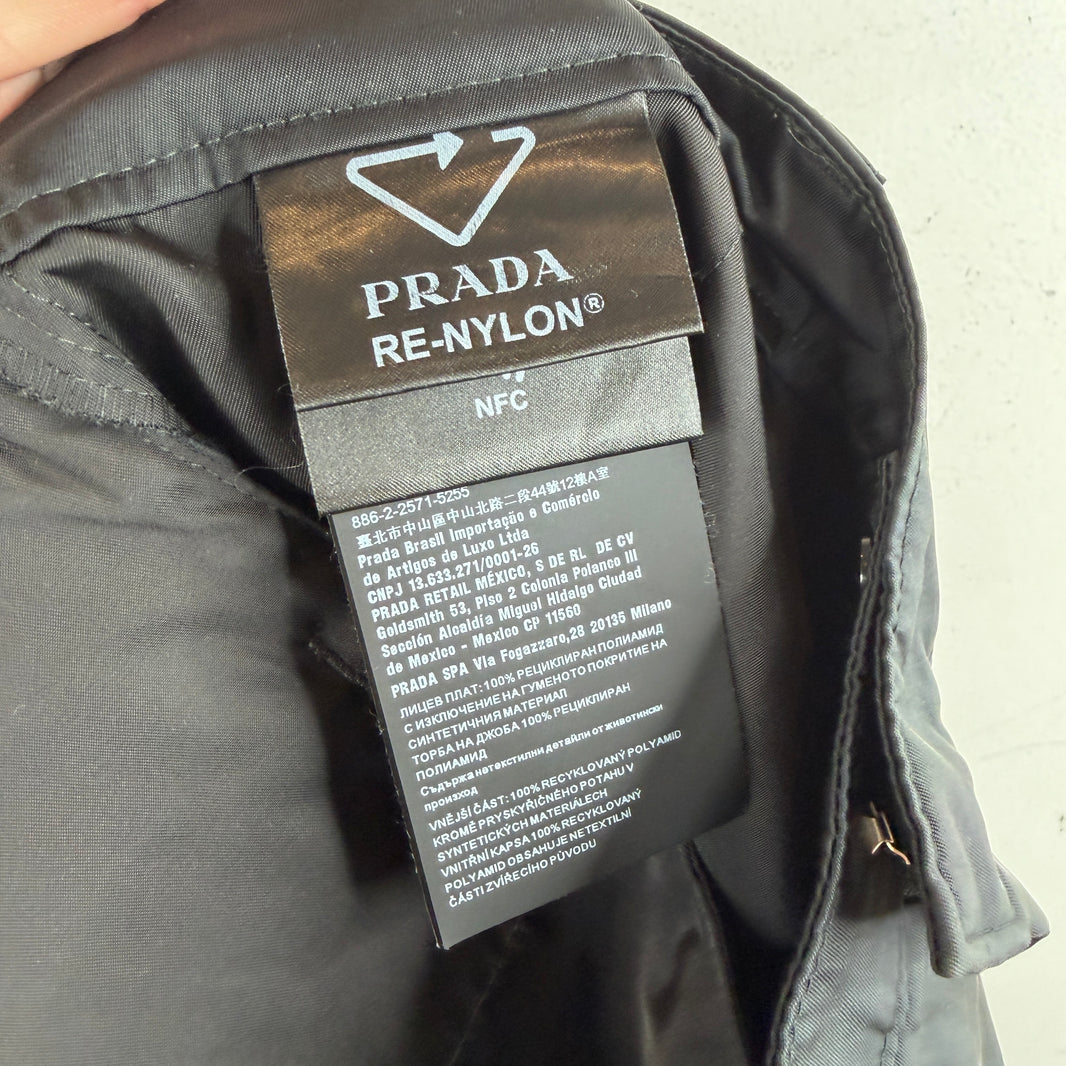 PRADA
RE-NYLON®
NFC
886-2-2571-5255
臺北市中山區中山北路二段44號12樓A室
Prada Brasil Importação e Comércio
de Artigos de Luxo Ltda
CNPJ 13.633.271/0001-26
PRADA RETAIL MÉXICO, S DE RL DE CV
Goldsmith 53, Piso 2 Colonia Polanco III
Sección Alcaldía Miguel Hidalgo Ciudad
de Mexico - Mexico CP 11560
PRADA SPA Via Fogazzaro,28 20135 Milano
ЛИЦЕВ ПЛАТ: 100% РЕЦИКЛИРАН ПОЛИАМИД
С ИЗКЛЮЧЕНИЕ НА ГУМЕНОТО ПОКРИТИЕ НА
СИНТЕТИЧНИЯ МАТЕРИАЛ
ТОРБА НА ДЖОБА 100% РЕЦИКЛИРАН
ПОЛИАМИД
Съдържа нетекстилни детайли от животински
произход
VNĚJŠÍ ČÁST: 100% RECYKLOVANÝ POLYAMID
KROMĚ PRYSKYŘIČNÉHO POTAHU V
SYNTETICKÝCH MATERIÁLECH
VNITŘNÍ KAPSA 100% RECYKLOVANÝ
POLYAMID OBSAHUJE NETEXTILNÍ
ČÁSTI ZVÍŘECÍHO PŮVODU